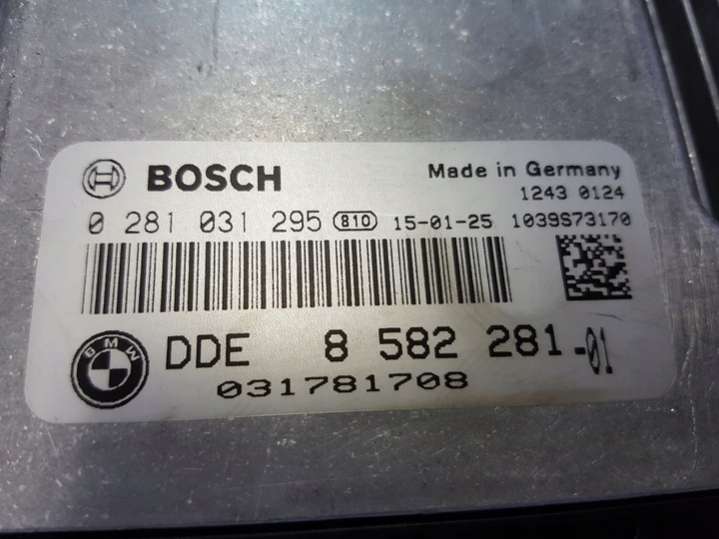 BOSCH Made in Germany
1243 0124
0 281 031 295 810 15-01-25 1039S73170
BMW DDE 8 582 281-01
031781708